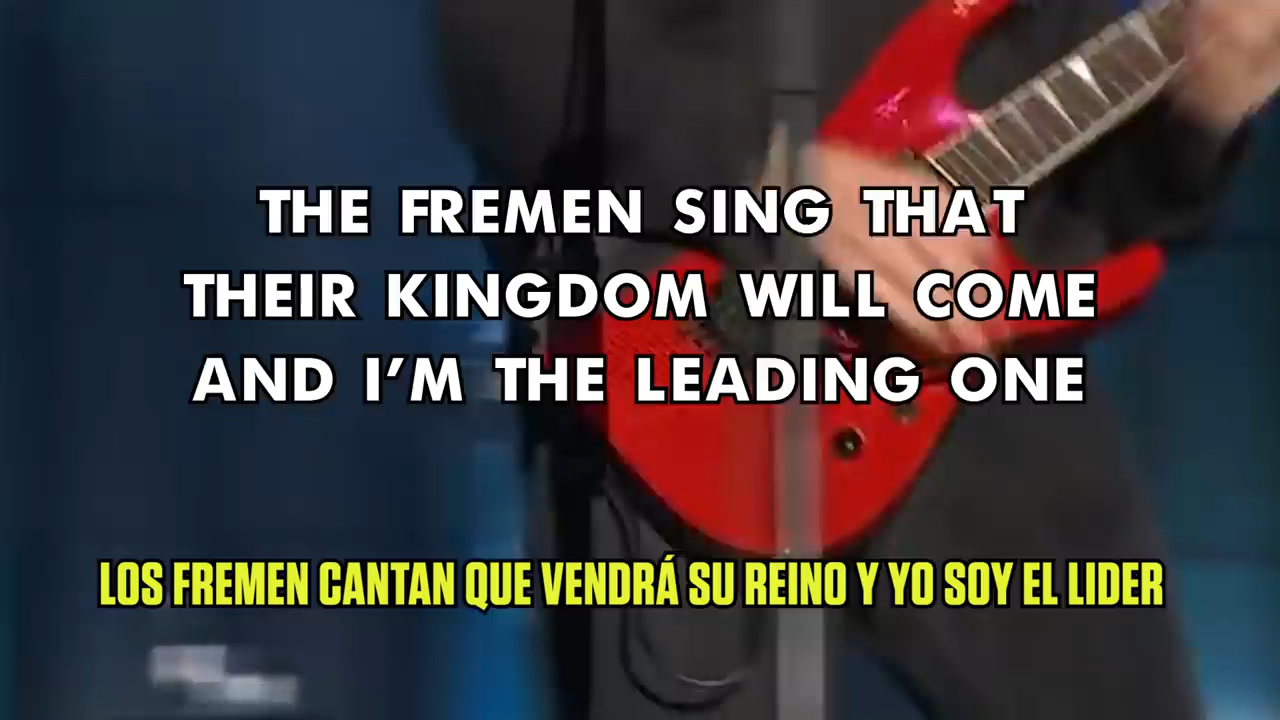 THE FREMEN SING THAT
THEIR KINGDOM WILL COME
AND I’M THE LEADING ONE
LOS FREMEN CANTAN QUE VENDRÁ SU REINO Y YO SOY EL LIDER